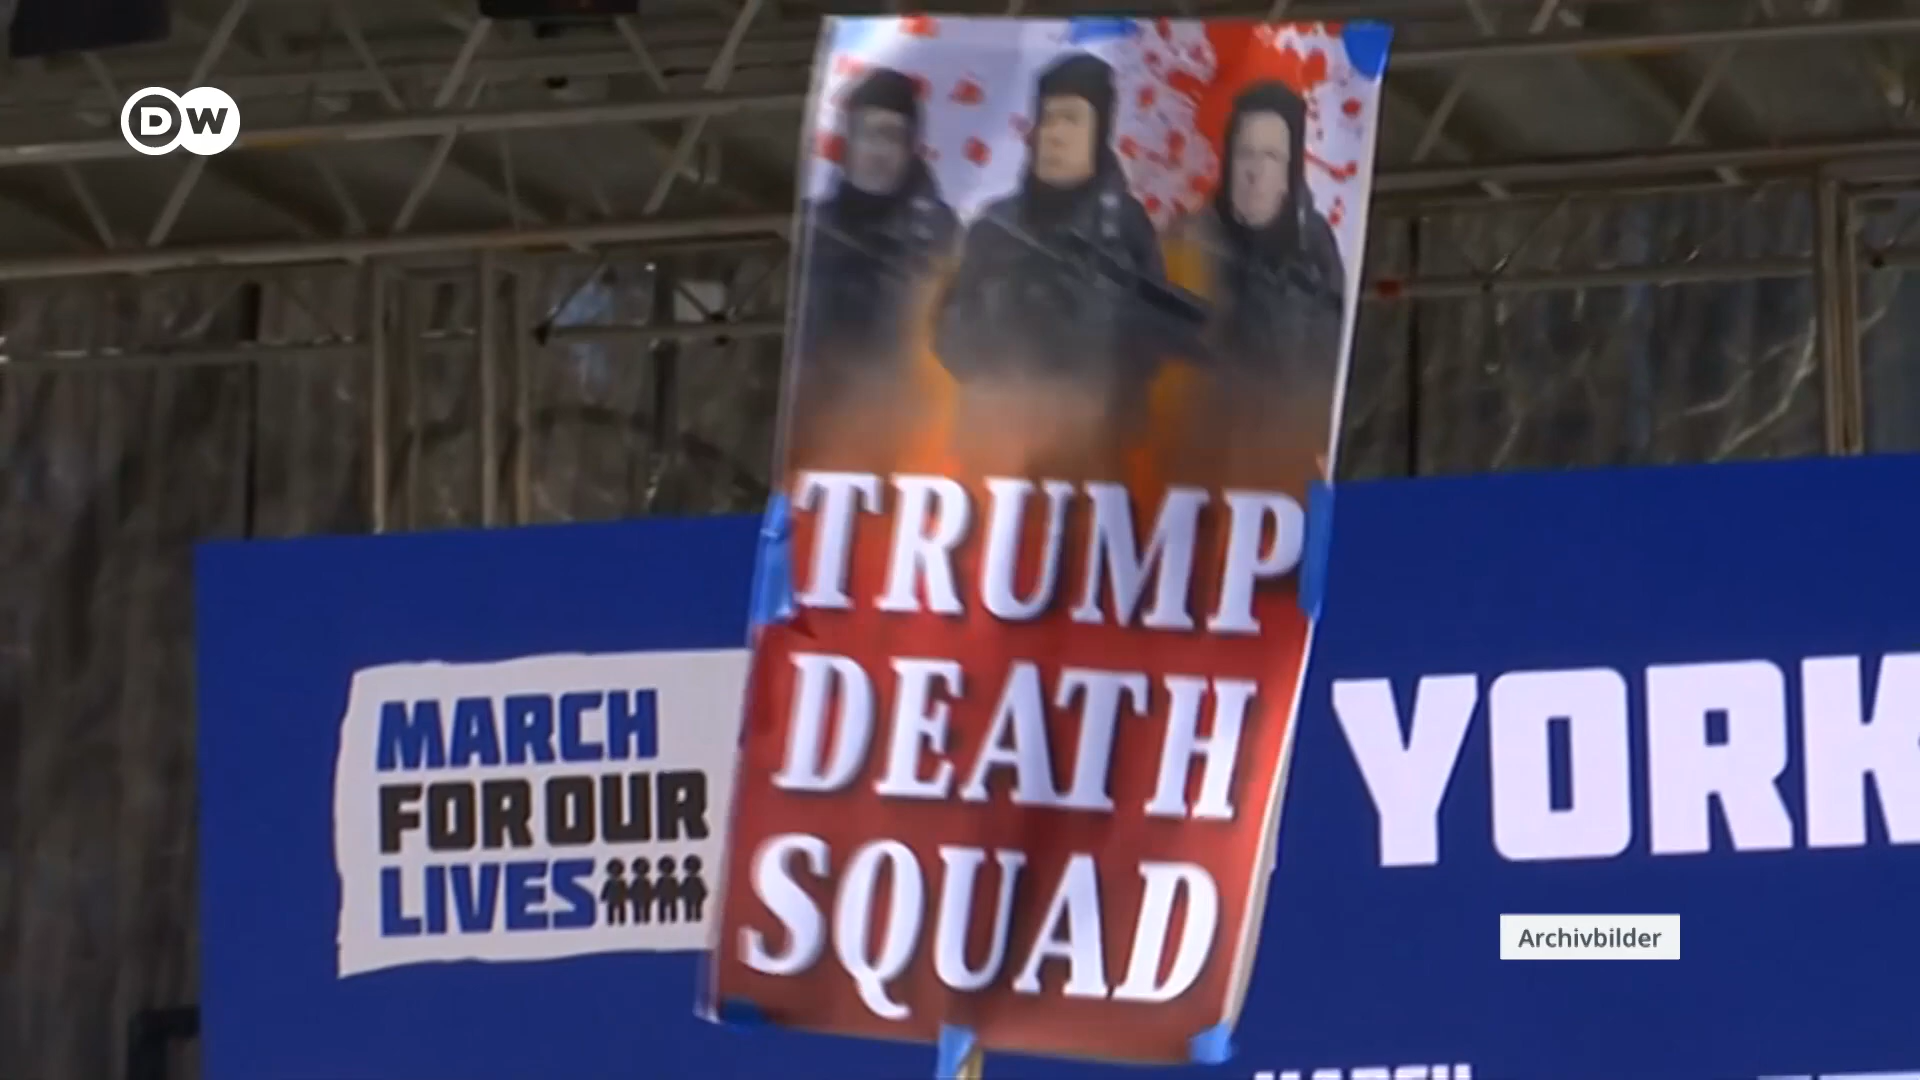 DW
TRUMP
DEATH
SQUAD
MARCH
FOR OUR
LIVES
YORK
Archivbilder